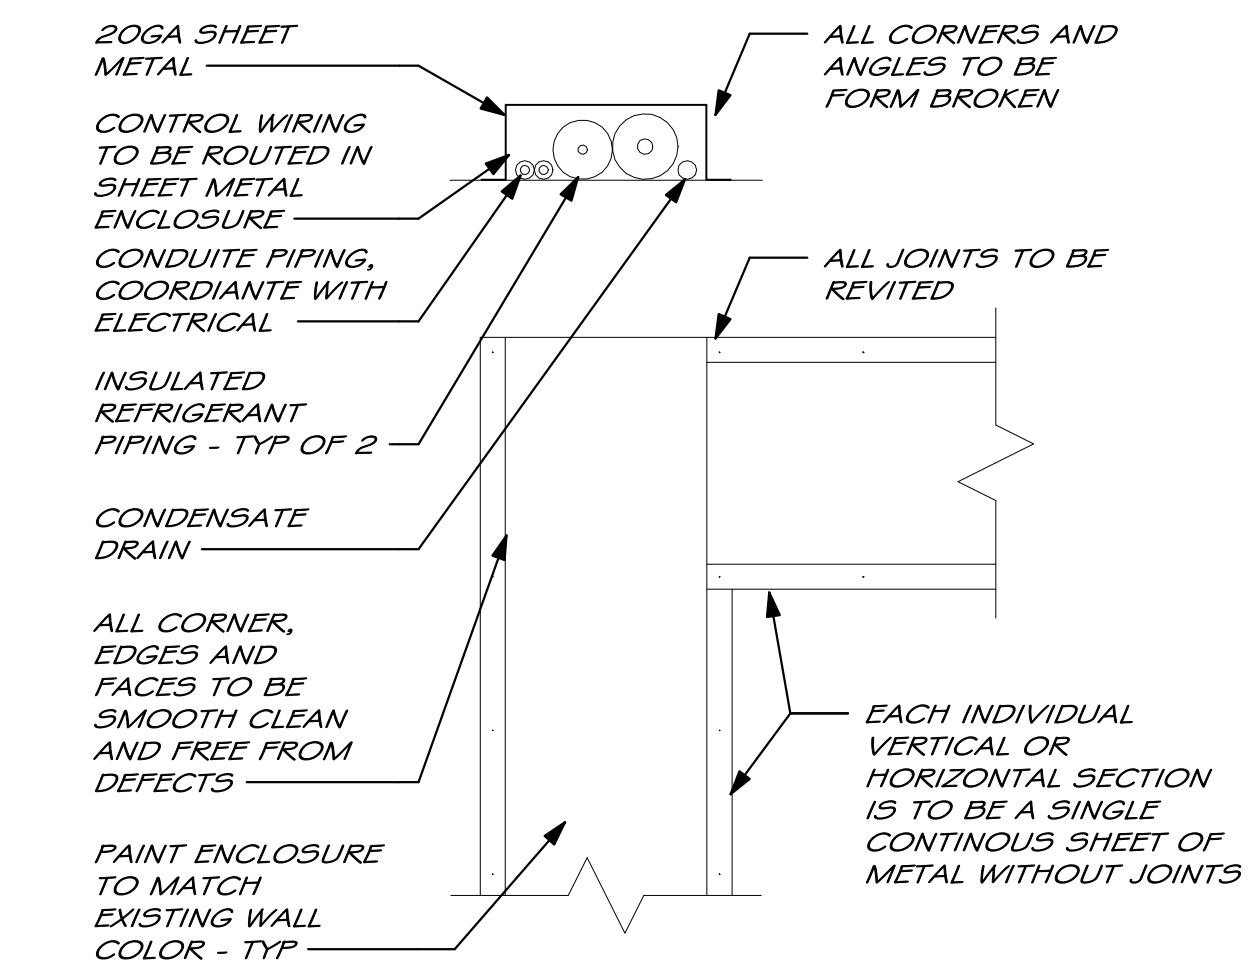 20GA SHEET
METAL
CONTROL WIRING
TO BE ROUTED IN
SHEET METAL
ENCLOSURE
CONDUITE PIPING,
COORDIANTE WITH
ELECTRICAL
INSULATED
REFRIGERANT
PIPING - TYP OF 2
CONDENSATE
DRAIN
ALL CORNER,
EDGES AND
FACES TO BE
SMOOTH CLEAN
AND FREE FROM
DEFECTS
PAINT ENCLOSURE
TO MATCH
EXISTING WALL
COLOR - TYP
ALL CORNERS AND
ANGLES TO BE
FORM BROKEN
ALL JOINTS TO BE
REVITED
EACH INDIVIDUAL
VERTICAL OR
HORIZONTAL SECTION
IS TO BE A SINGLE
CONTINOUS SHEET OF
METAL WITHOUT JOINTS